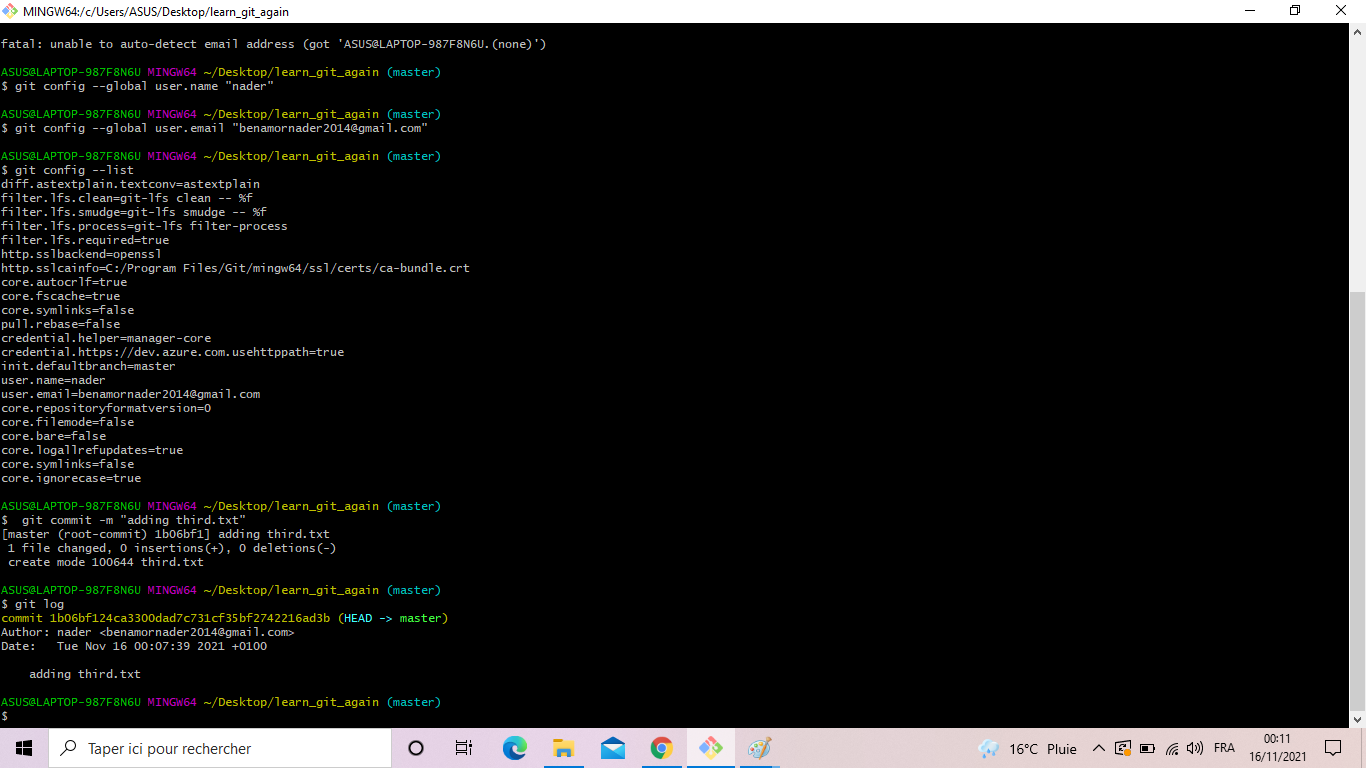 MINGW64:/c/Users/ASUS/Desktop/learn_git_again
fatal: unable to auto-detect email address (got 'ASUS@LAPTOP-987F8N6U.(none)')
ASUS@LAPTOP-987F8N6U MINGW64 ~/Desktop/learn_git_again (master)
$ git config --global user.name "nader"
ASUS@LAPTOP-987F8N6U MINGW64 ~/Desktop/learn_git_again (master)
$ git config --global user.email "benamornader2014@gmail.com"
ASUS@LAPTOP-987F8N6U MINGW64 ~/Desktop/learn_git_again (master)
$ git config --list
diff.astextplain.textconv=astextplain
filter.lfs.clean=git-lfs clean -- %f
filter.lfs.smudge=git-lfs smudge -- %f
filter.lfs.process=git-lfs filter-process
filter.lfs.required=true
http.sslbackend=openssl
http.sslcainfo=C:/Program Files/Git/mingw64/ssl/certs/ca-bundle.crt
core.autocrlf=true
core.fscache=true
core.symlinks=false
pull.rebase=false
credential.helper=manager-core
credential.https://dev.azure.com.usehttppath=true
init.defaultbranch=master
user.name=nader
user.email=benamornader2014@gmail.com
core.repositoryformatversion=0
core.filemode=false
core.bare=false
core.logallrefupdates=true
core.symlinks=false
core.ignorecase=true
ASUS@LAPTOP-987F8N6U MINGW64 ~/Desktop/learn_git_again (master)
$  git commit -m "adding third.txt"
[master (root-commit) 1b06bf1] adding third.txt
 1 file changed, 0 insertions(+), 0 deletions(-)
 create mode 100644 third.txt
ASUS@LAPTOP-987F8N6U MINGW64 ~/Desktop/learn_git_again (master)
$ git log
commit 1b06bf124ca3300dad7c731cf35bf2742216ad3b (HEAD -> master)
Author: nader <benamornader2014@gmail.com>
Date:   Tue Nov 16 00:07:39 2021 +0100
    adding third.txt
ASUS@LAPTOP-987F8N6U MINGW64 ~/Desktop/learn_git_again (master)
$
Taper ici pour rechercher
16°C Pluie
FRA
00:11
16/11/2021